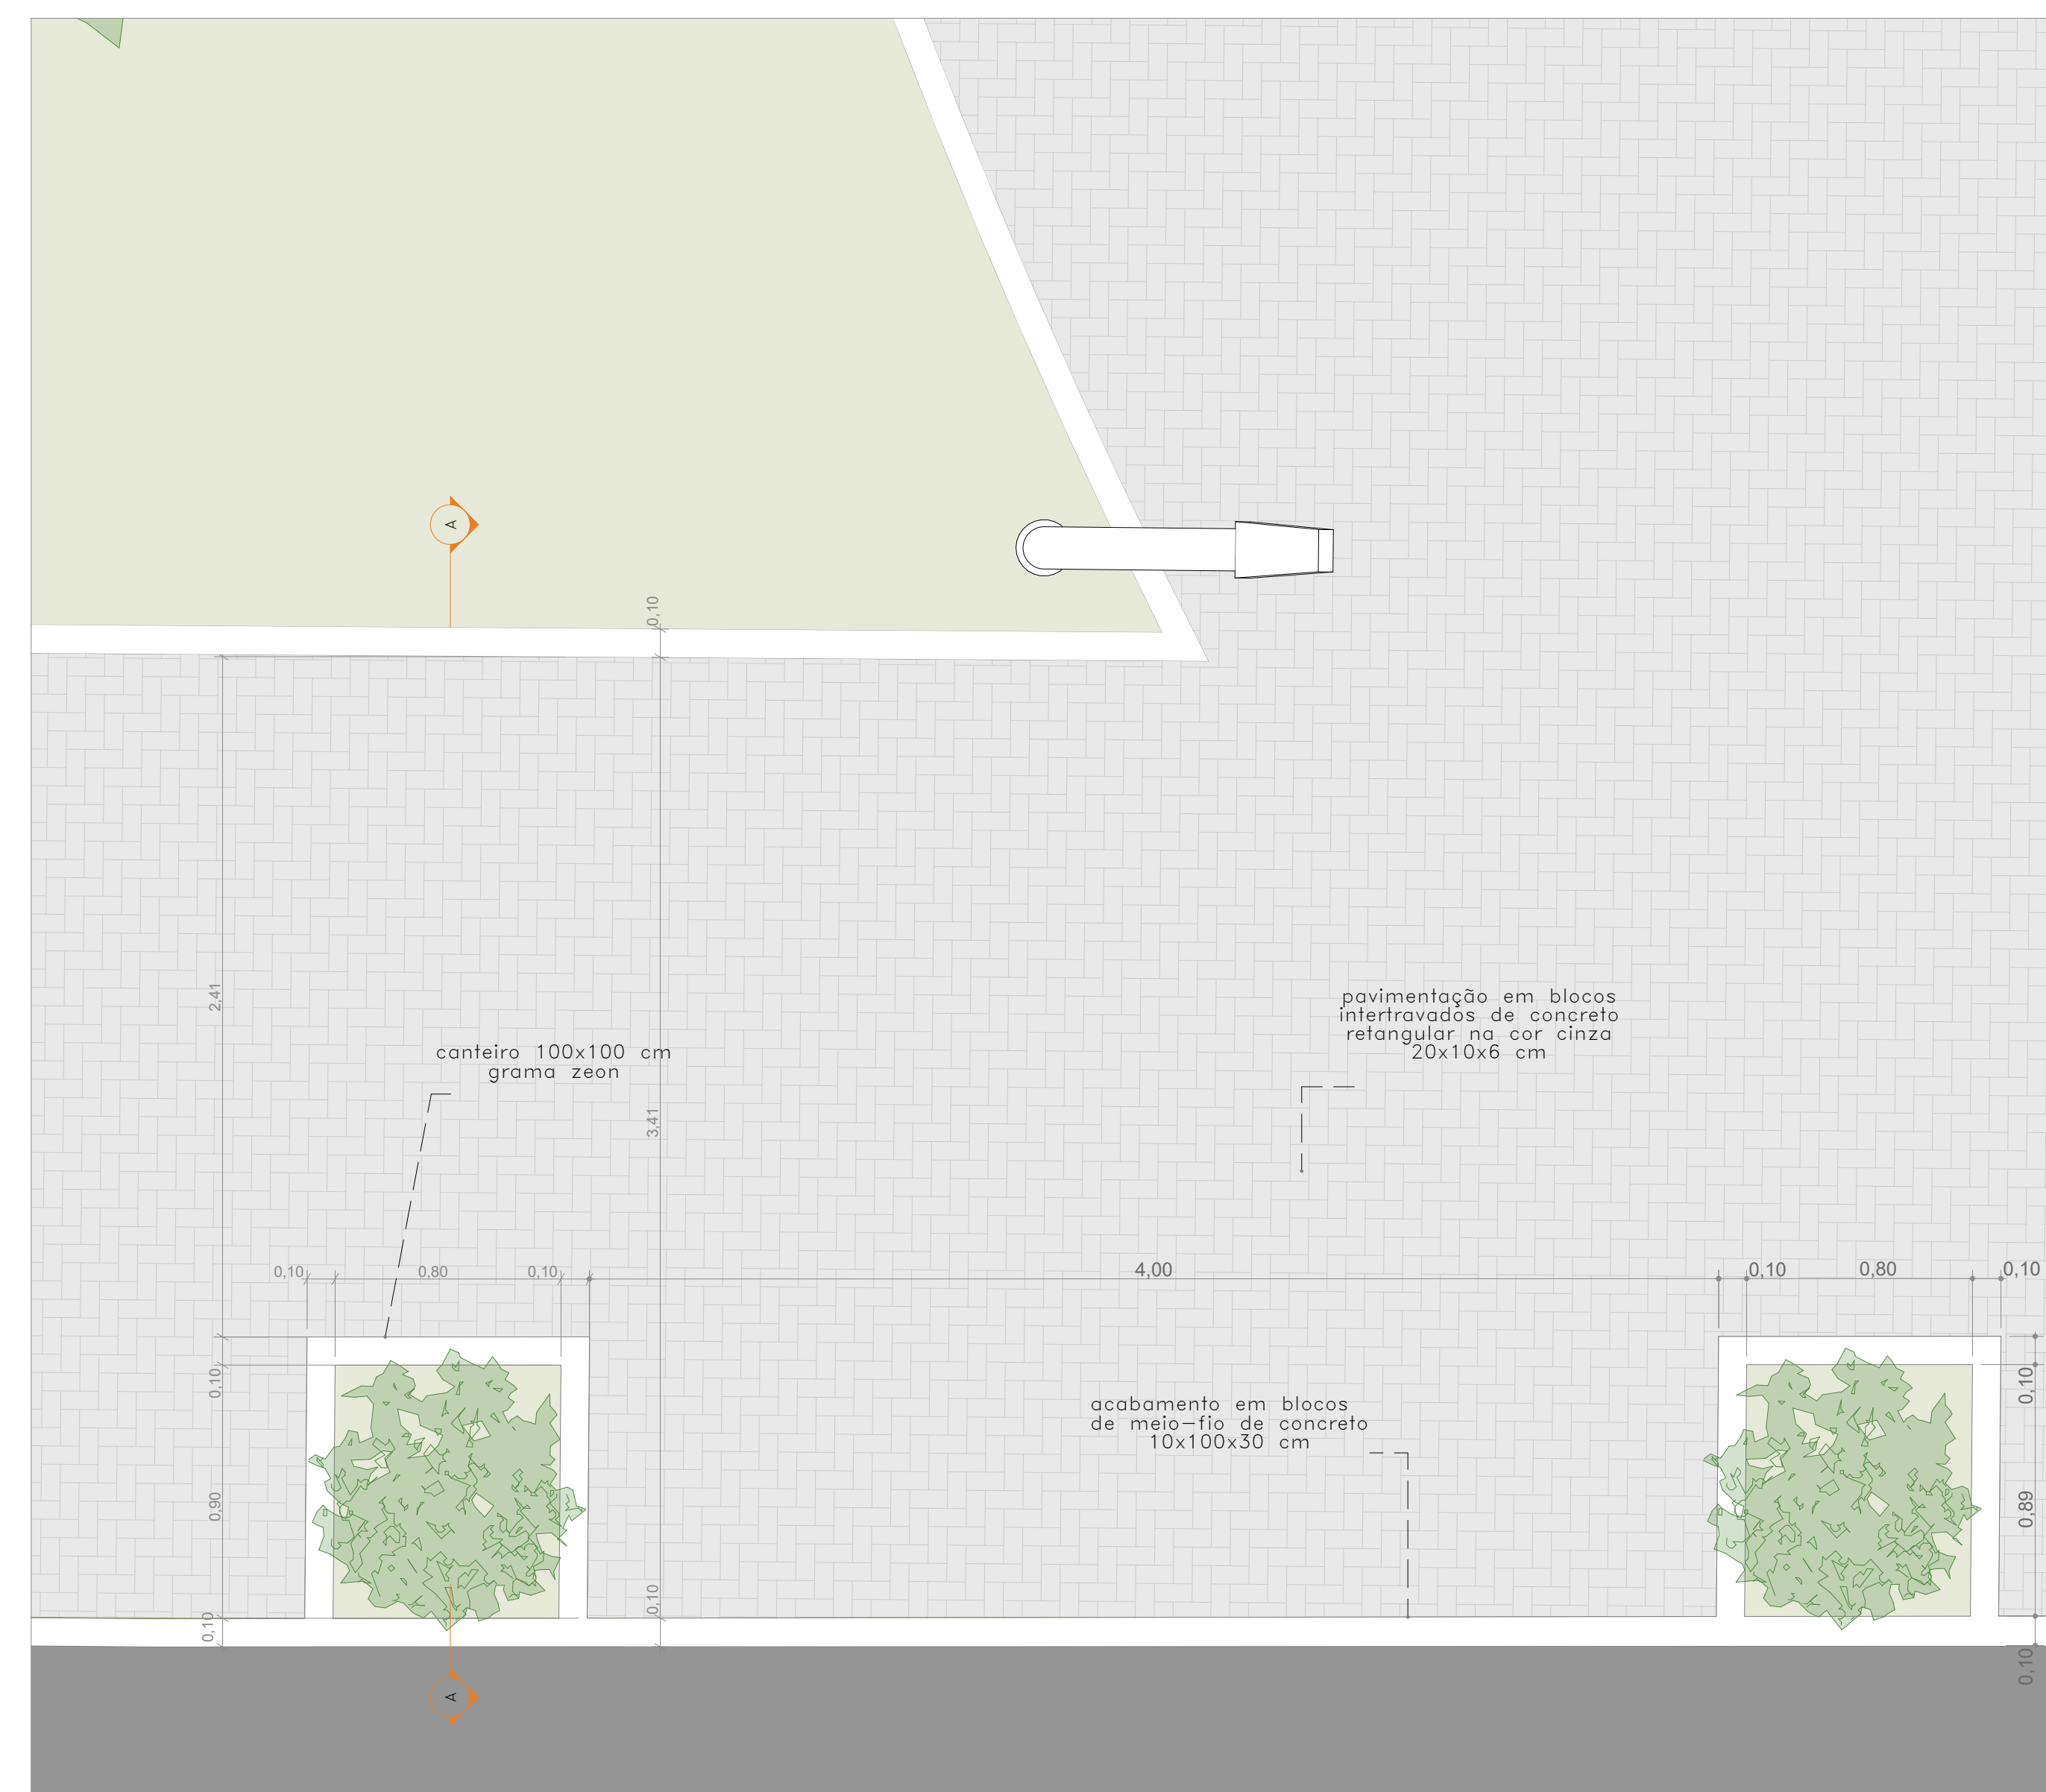 A
0,10
2,41
pavimentação em blocos
intertravados de concreto
retangular na cor cinza
20x10x6 cm
canteiro 100x100 cm
grama zeon
3,41
0,10 0,80 0,10 4,00 0,10 0,80 0,10
0,10
0,10
acabamento em blocos
de meio-fio de concreto
10x100x30 cm
0,90
0,89
0,10
0,10
0,10
A